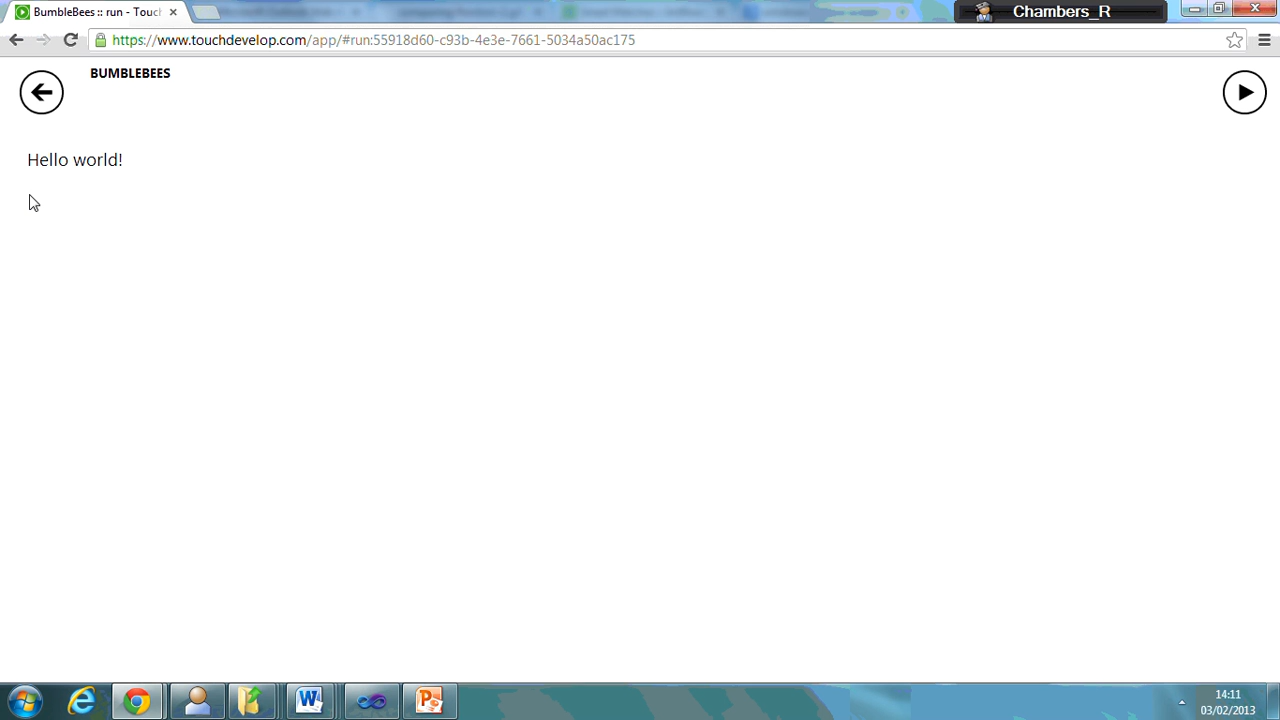 BumbleBees :: run - Touc
Chambers_R
https://www.touchdevelop.com/app/#run:55918d60-c93b-4e3e-7661-5034a50ac175
BUMBLEBEES
Hello world!
14:11
03/02/2013